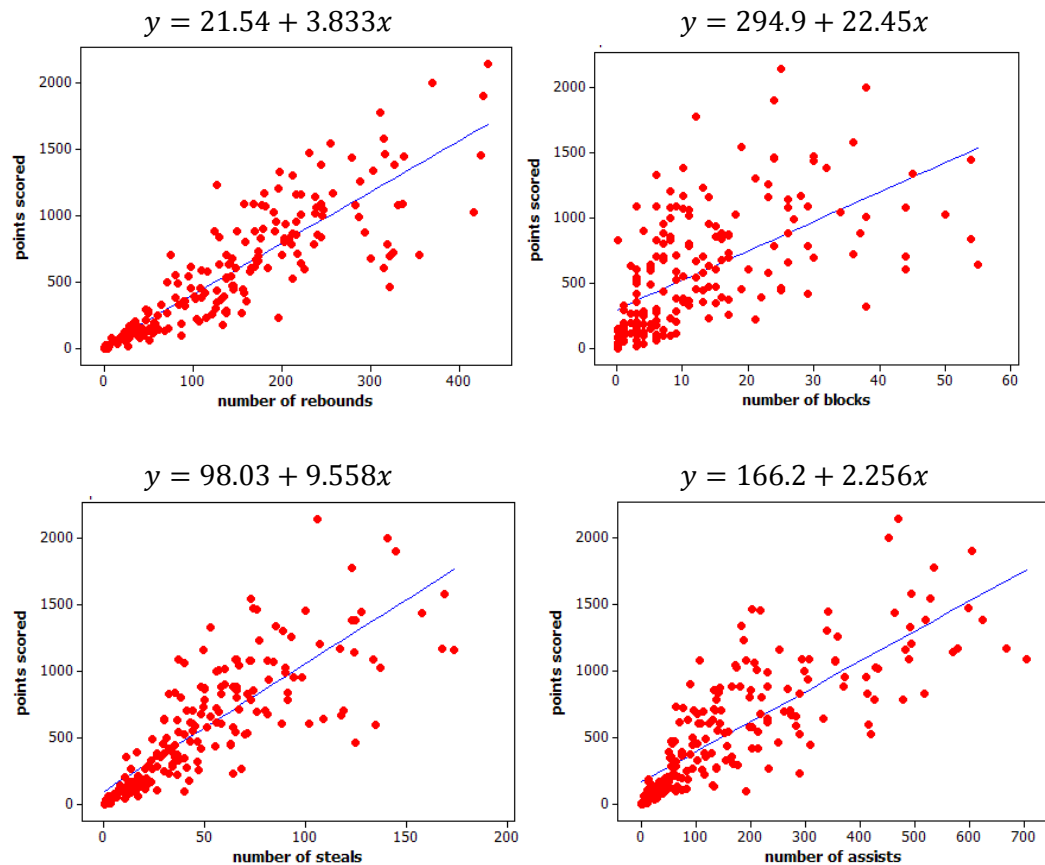 y = 21.54 + 3.833x
points scored
2000
1500
1000
500
0
0 100 200 300 400
number of rebounds
y = 294.9 + 22.45x
points scored
2000
1500
1000
500
0
0 10 20 30 40 50 60
number of blocks
y = 98.03 + 9.558x
points scored
2000
1500
1000
500
0
0 50 100 150 200
number of steals
y = 166.2 + 2.256x
points scored
2000
1500
1000
500
0
0 100 200 300 400 500 600 700
number of assists